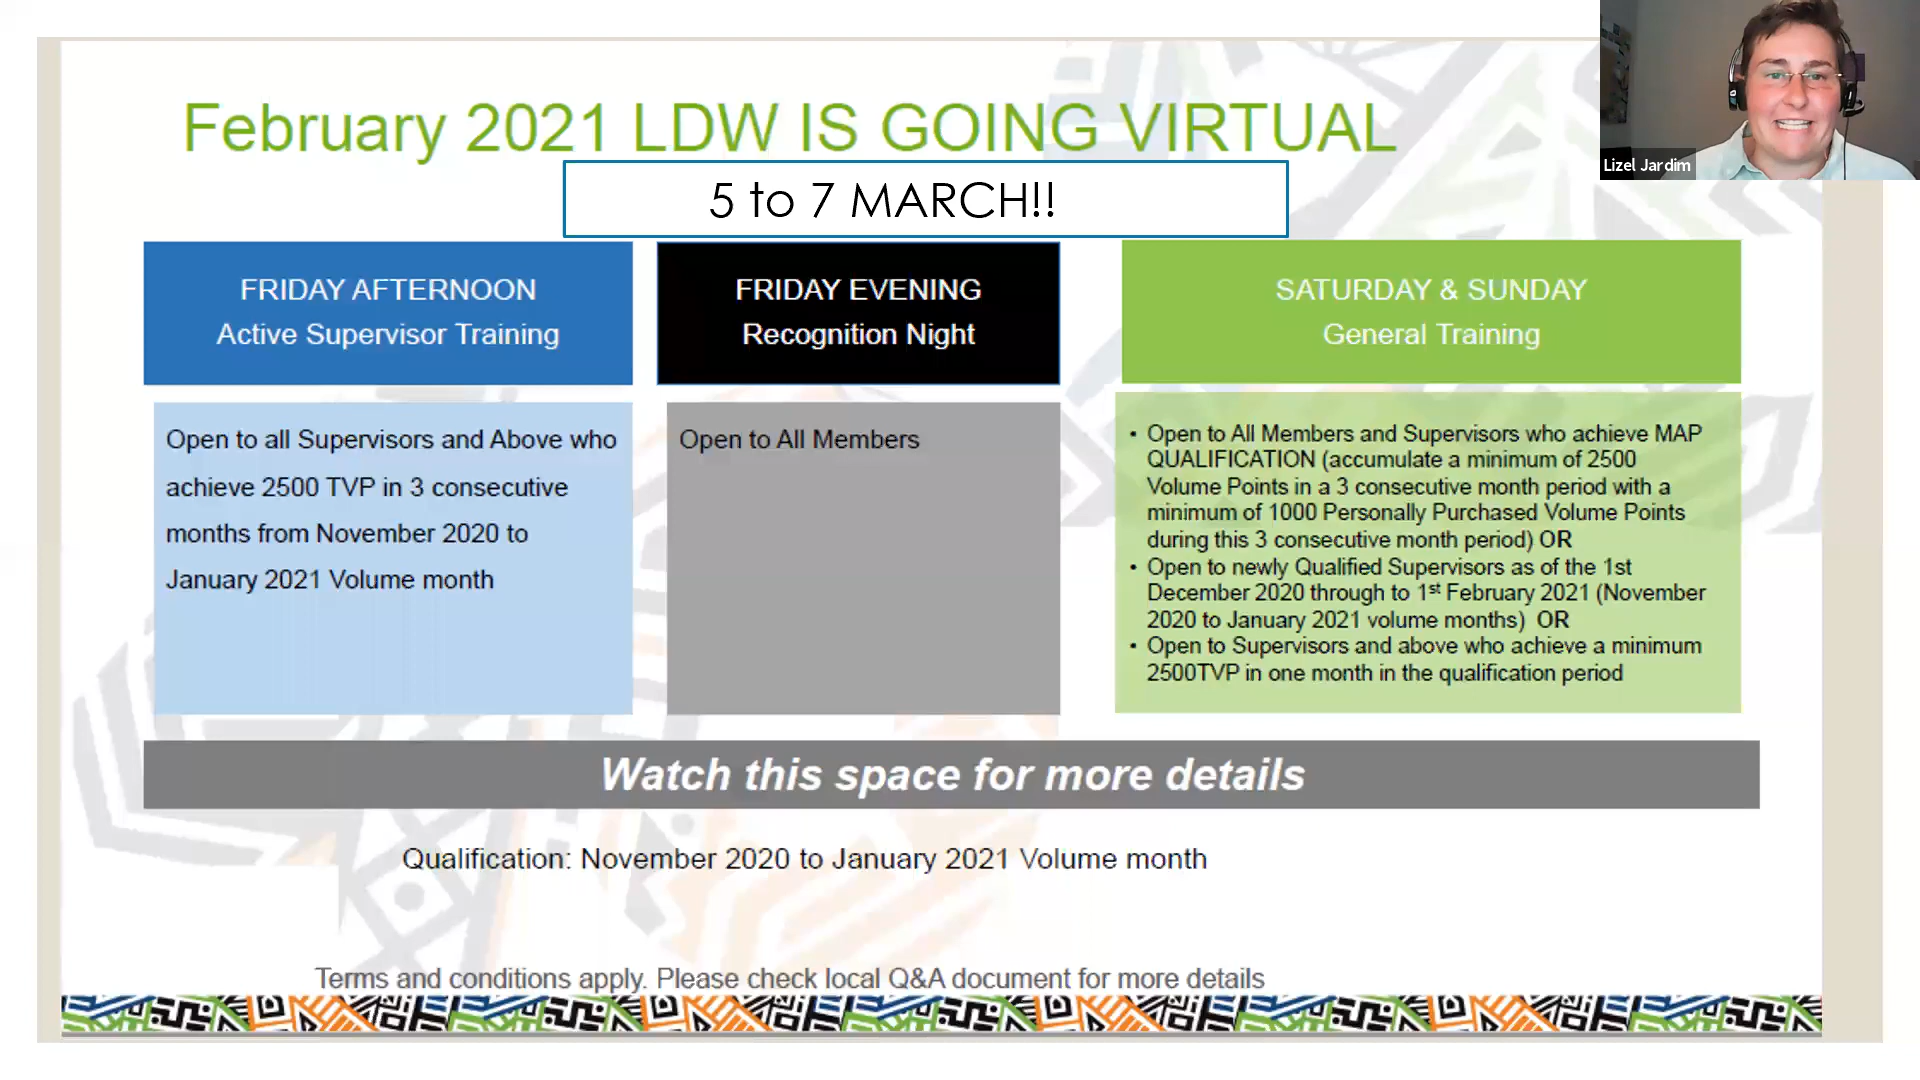 February 2021 LDW IS GOING VIRTUAL
5 to 7 MARCH!!
Lizel Jardim
FRIDAY AFTERNOON
Active Supervisor Training
Open to all Supervisors and Above who
achieve 2500 TVP in 3 consecutive
months from November 2020 to
January 2021 Volume month
FRIDAY EVENING
Recognition Night
Open to All Members
SATURDAY & SUNDAY
General Training
• Open to All Members and Supervisors who achieve MAP
QUALIFICATION (accumulate a minimum of 2500
Volume Points in a 3 consecutive month period with a
minimum of 1000 Personally Purchased Volume Points
during this 3 consecutive month period) OR
• Open to newly Qualified Supervisors as of the 1st
December 2020 through to 1st February 2021 (November
2020 to January 2021 volume months) OR
• Open to Supervisors and above who achieve a minimum
2500TVP in one month in the qualification period
Watch this space for more details
Qualification: November 2020 to January 2021 Volume month
Terms and conditions apply. Please check local Q&A document for more details